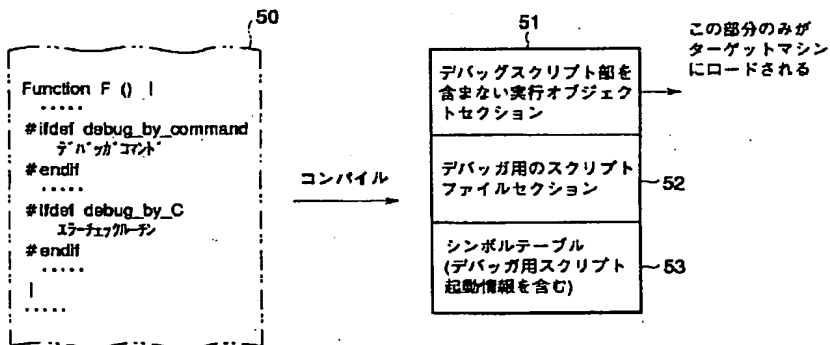 50
Function F () |
.....
#ifdef debug_by_command
デバッガコマンド
#endif
.....
#ifdef debug_by_C
エラーチェックルーチン
#endif
.....
|
.....
コンパイル
51
デバッグスクリプト部を
含まない実行オブジェク
トセクション
この部分のみが
ターゲットマシン
にロードされる
デバッガ用のスクリプト
ファイルセクション
52
シンボルテーブル
(デバッガ用スクリプト
起動情報を含む)
53